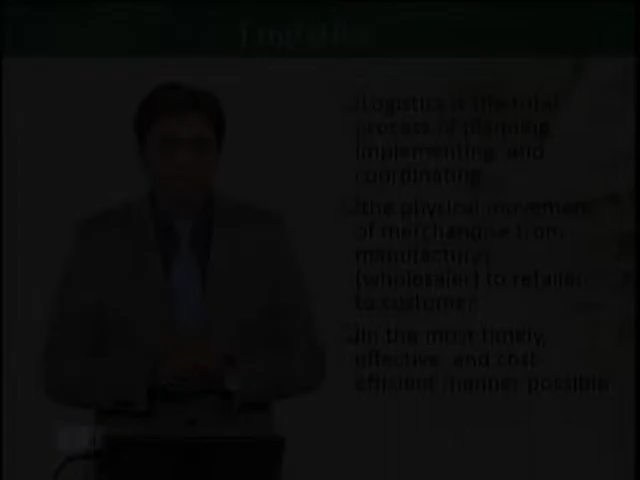 Logistics
Logistics is the total
process of planning,
implementing, and
coordinating
the physical movement
of merchandise from
manufacturer
(wholesaler) to retailer
to customer
In the most timely,
effective, and cost
efficient manner possible